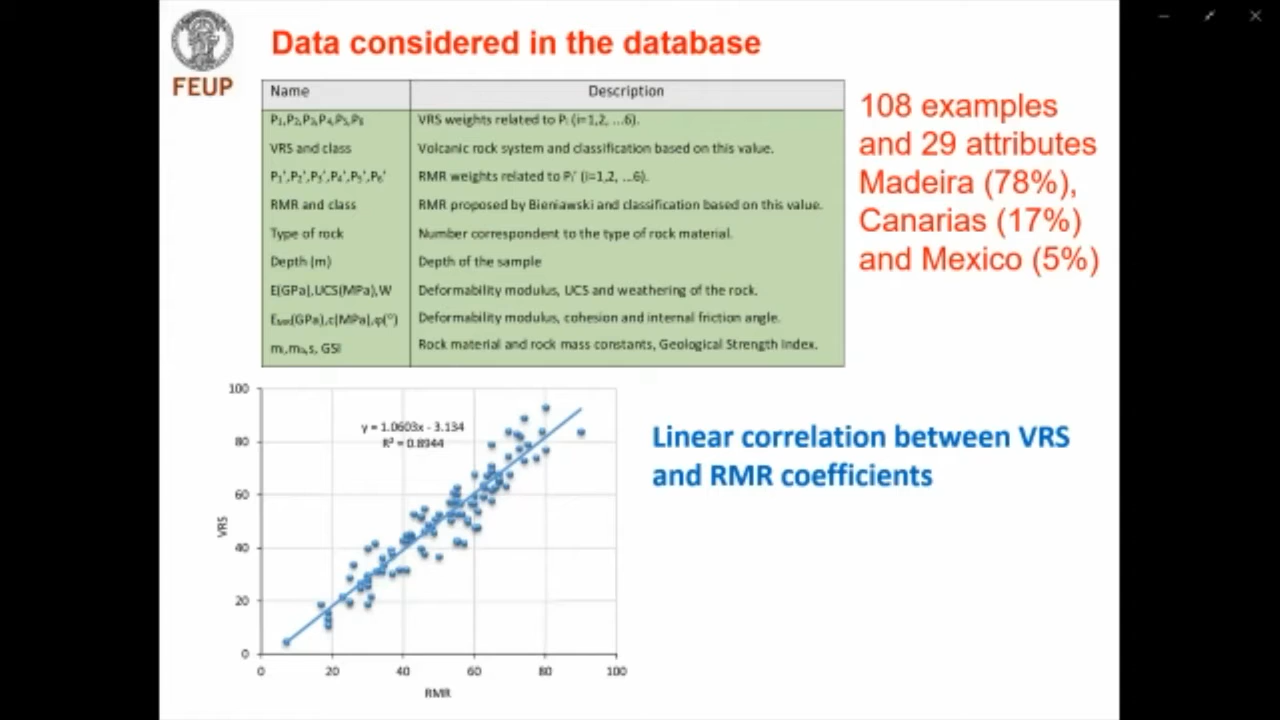 FEUP
Data considered in the database
Name Description
P₁,P₂,P₃,P₄,P₅,P₆ VRS weights related to Pᵢ (i=1,2, ...6).
VRS and class Volcanic rock system and classification based on this value.
P₁',P₂',P₃',P₄',P₅',P₆' RMR weights related to Pᵢ' (i=1,2, ...6).
RMR and class RMR proposed by Bieniawski and classification based on this value.
Type of rock Number correspondent to the type of rock material.
Depth (m) Depth of the sample
E(GPa),UCS(MPa),W Deformability modulus, UCS and weathering of the rock.
(GPa),c(MPa),φ(°) Deformability modulus, cohesion and internal friction angle.
mᵢ,m_b,s, GSI Rock material and rock mass constants, Geological Strength Index.
108 examples
and 29 attributes
Madeira (78%),
Canarias (17%)
and Mexico (5%)
100
80
60
40
20
0
VRS
y = 1.0603x - 3.134
R² = 0.8944
0 20 40 60 80 100
RMR
Linear correlation between VRS
and RMR coefficients